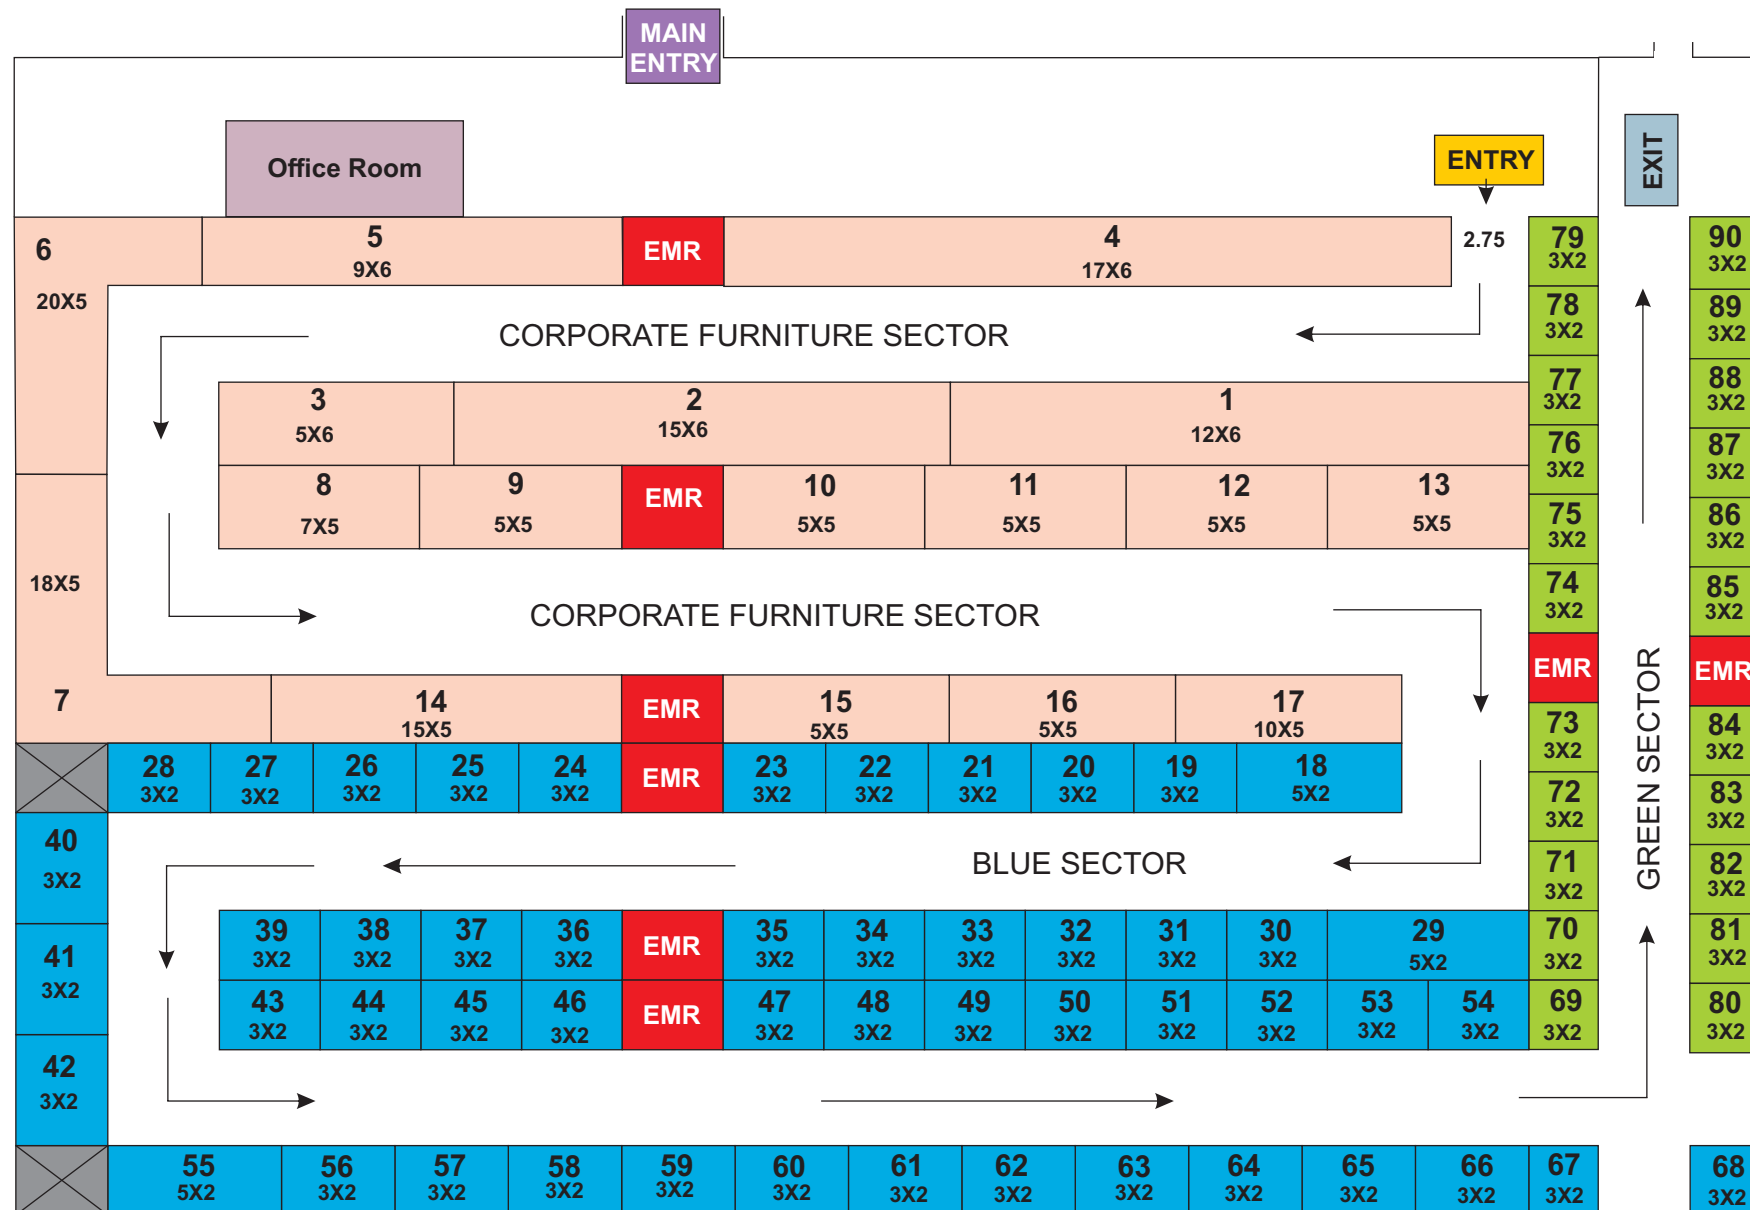 MAIN
ENTRY
Office Room
ENTRY
EXIT
6
20X5
5
9X6
EMR
4
17X6
2.75
79
3X2
90
3X2
78
3X2
89
3X2
CORPORATE FURNITURE SECTOR
3
5X6
2
15X6
1
12X6
77
3X2
88
3X2
76
3X2
87
3X2
8
7X5
9
5X5
EMR
10
5X5
11
5X5
12
5X5
13
5X5
75
3X2
86
3X2
18X5
7
74
3X2
85
3X2
CORPORATE FURNITURE SECTOR
EMR
EMR
GREEN SECTOR
14
15X5
EMR
15
5X5
16
5X5
17
10X5
73
3X2
84
3X2
28
3X2
27
3X2
26
3X2
25
3X2
24
3X2
EMR
23
3X2
22
3X2
21
3X2
20
3X2
19
3X2
18
5X2
72
3X2
83
3X2
40
3X2
BLUE SECTOR
71
3X2
82
3X2
41
3X2
39
3X2
38
3X2
37
3X2
36
3X2
EMR
35
3X2
34
3X2
33
3X2
32
3X2
31
3X2
30
3X2
29
5X2
70
3X2
81
3X2
43
3X2
44
3X2
45
3X2
46
3X2
EMR
47
3X2
48
3X2
49
3X2
50
3X2
51
3X2
52
3X2
53
3X2
54
3X2
69
3X2
80
3X2
42
3X2
55
5X2
56
3X2
57
3X2
58
3X2
59
3X2
60
3X2
61
3X2
62
3X2
63
3X2
64
3X2
65
3X2
66
3X2
67
3X2
68
3X2